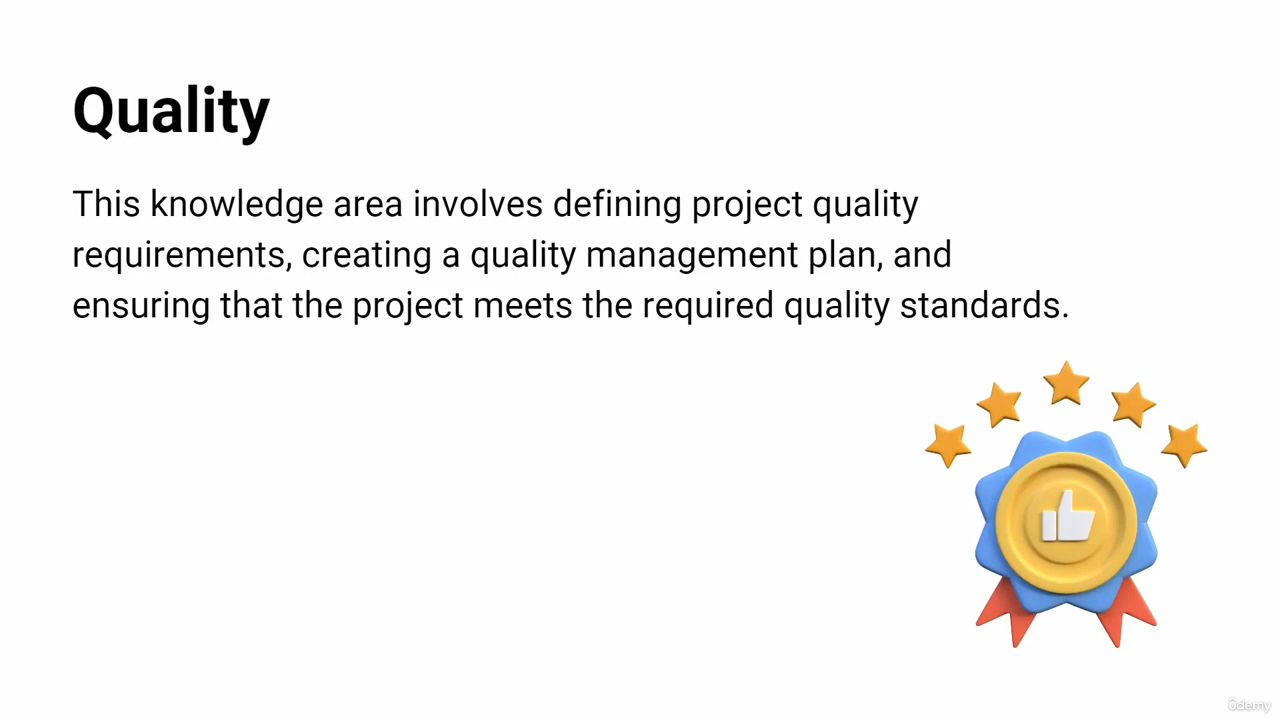 Quality
This knowledge area involves defining project quality
requirements, creating a quality management plan, and
ensuring that the project meets the required quality standards.
ûdemy